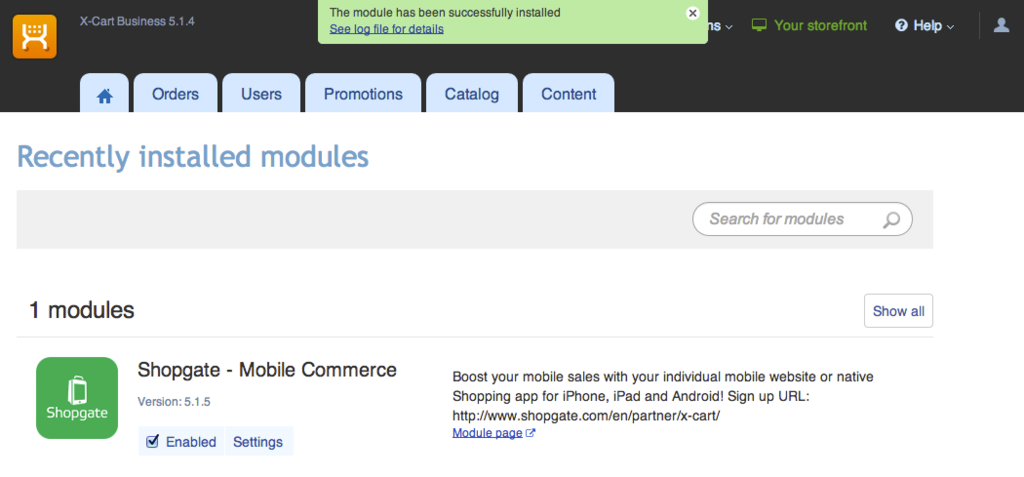 X-Cart Business 5.1.4
The module has been successfully installed
See log file for details
Your storefront
Help
Orders
Users
Promotions
Catalog
Content
Recently installed modules
Search for modules
1 modules
Show all
Shopgate
Shopgate - Mobile Commerce
Version: 5.1.5
Enabled
Settings
Boost your mobile sales with your individual mobile website or native
Shopping app for iPhone, iPad and Android! Sign up URL:
http://www.shopgate.com/en/partner/x-cart/
Module page